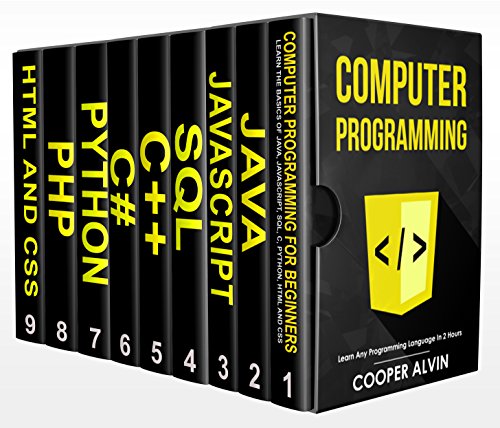 HTML AND CSS
9
PHP
8
PYTHON
7
C#
6
C++
5
SQL
4
JAVASCRIPT
3
JAVA
2
COMPUTER PROGRAMMING FOR BEGINNERS
LEARN THE BASICS OF JAVA, JAVASCRIPT, SQL, C, PYTHON, HTML AND CSS
1
COMPUTER
PROGRAMMING
</>
Learn Any Programming Language In 2 Hours
COOPER ALVIN